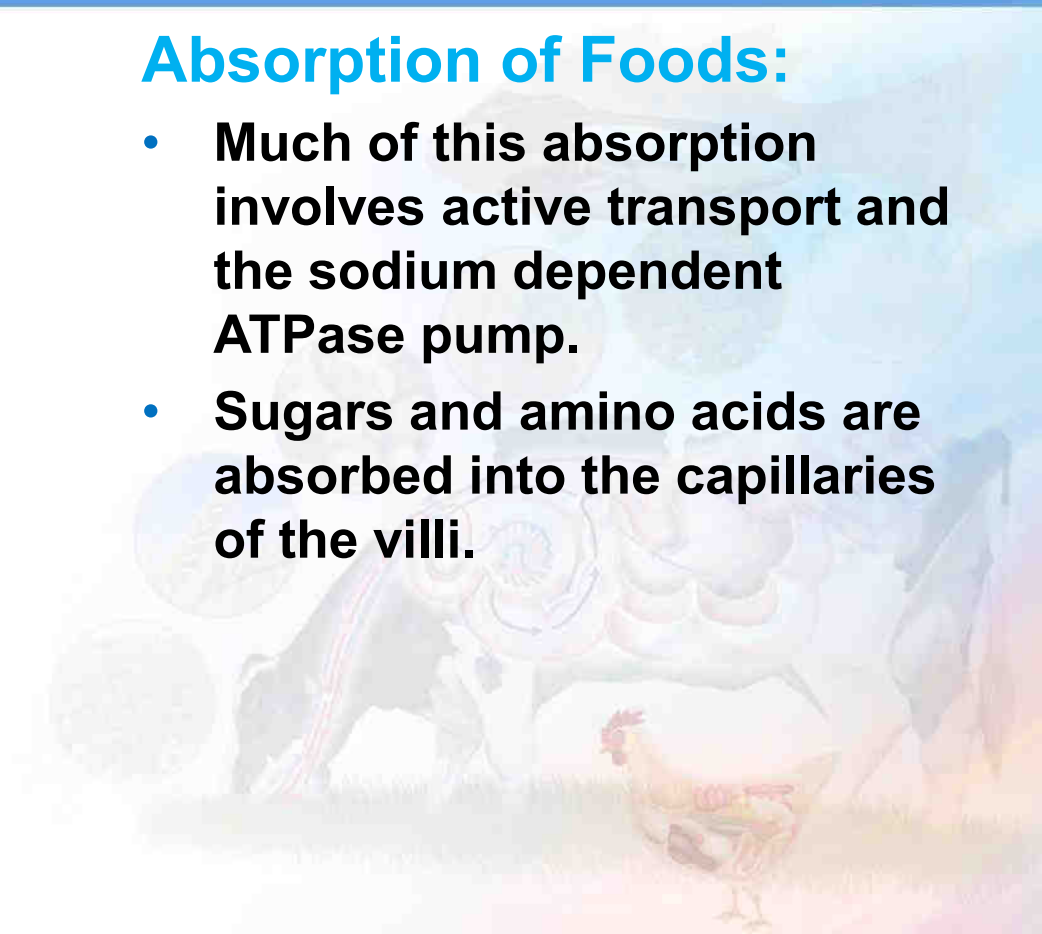 Absorption of Foods:
• Much of this absorption
involves active transport and
the sodium dependent
ATPase pump.
• Sugars and amino acids are
absorbed into the capillaries
of the villi.